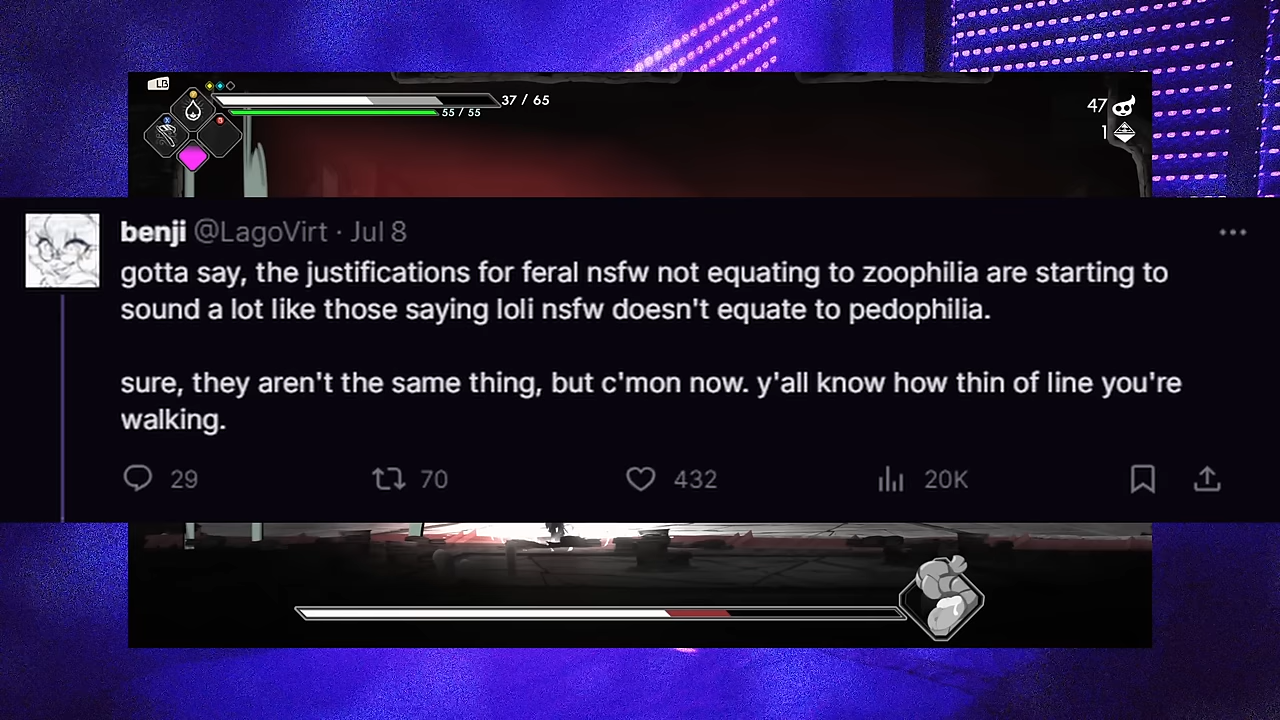 LB
37 / 65
55 / 55
47
1
benji @LagoVirt · Jul 8
gotta say, the justifications for feral nsfw not equating to zoophilia are starting to
sound a lot like those saying loli nsfw doesn't equate to pedophilia.
sure, they aren't the same thing, but c'mon now. y'all know how thin of line you're
walking.
29 70 432 20K